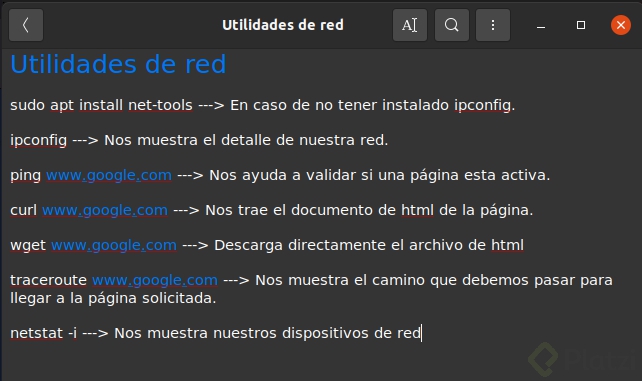 Utilidades de red
Utilidades de red
sudo apt install net-tools ---> En caso de no tener instalado ipconfig.
ipconfig ---> Nos muestra el detalle de nuestra red.
ping www.google.com ---> Nos ayuda a validar si una página esta activa.
curl www.google.com ---> Nos trae el documento de html de la página.
wget www.google.com ---> Descarga directamente el archivo de html
traceroute www.google.com ---> Nos muestra el camino que debemos pasar para
llegar a la página solicitada.
netstat -i ---> Nos muestra nuestros dispositivos de red